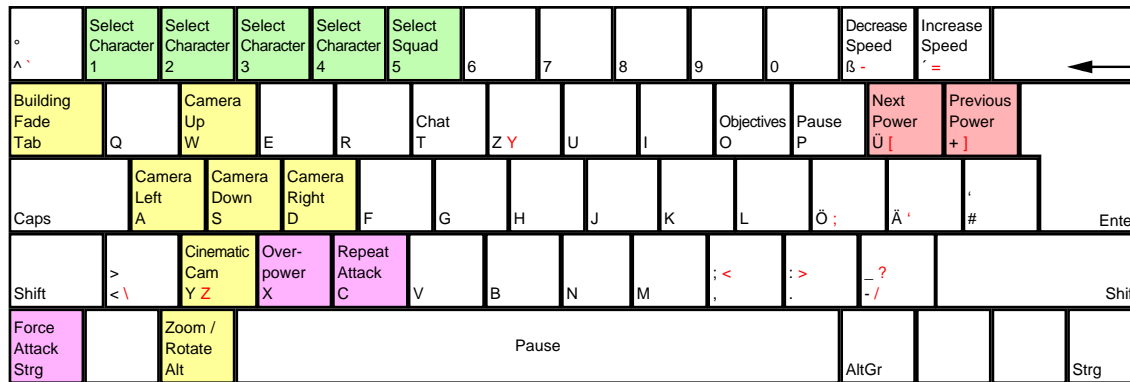 °
^ `
Select
Character
1
Select
Character
2
Select
Character
3
Select
Character
4
Select
Squad
5
6
7
8
9
0
Decrease
Speed
ß -
Increase
Speed
´ =
Building
Fade
Tab
Q
Camera
Up
W
E
R
Chat
T
Z Y
U
I
Objectives
O
Pause
P
Next
Power
Ü [
Previous
Power
+ ]
Caps
Camera
Left
A
Camera
Down
S
Camera
Right
D
F
G
H
J
K
L
Ö ;
Ä '
'
#
Ente
Shift
>
< \
Cinematic
Cam
Y Z
Over-
power
X
Repeat
Attack
C
V
B
N
M
; <
,
: >
.
_ ?
- /
Shift
Force
Attack
Strg
Zoom /
Rotate
Alt
Pause
AltGr
Strg